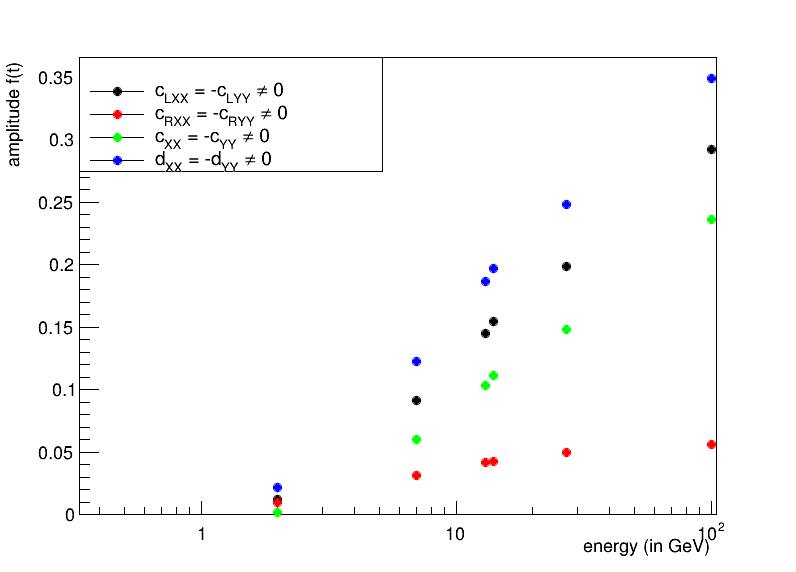 amplitude f(t)
0.35
0.3
0.25
0.2
0.15
0.1
0.05
0
c_LXX = -c_LYY ≠ 0
c_RXX = -c_RYY ≠ 0
c_XX = -c_YY ≠ 0
d_XX = -d_YY ≠ 0
1 10 10²
energy (in GeV)